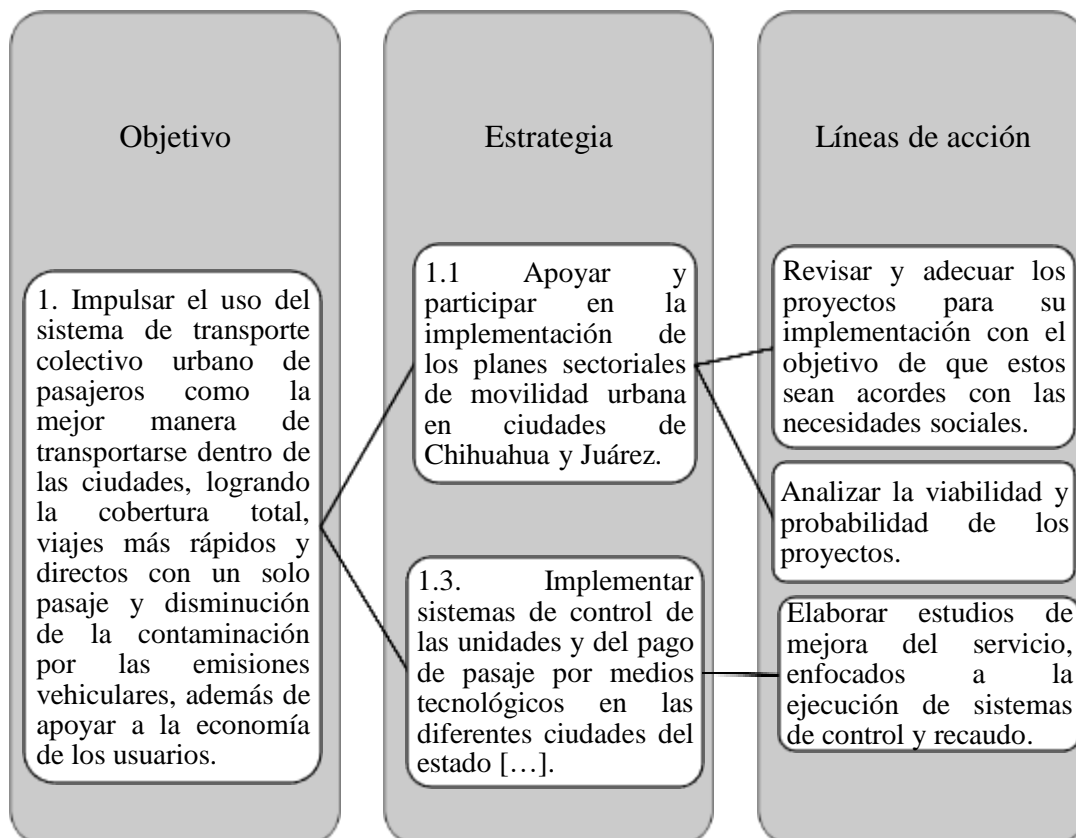 Objetivo
1. Impulsar el uso del
sistema de transporte
colectivo urbano de
pasajeros como la
mejor manera de
transportarse dentro de
las ciudades, logrando
la cobertura total,
viajes más rápidos y
directos con un solo
pasaje y disminución
de la contaminación
por las emisiones
vehiculares, además de
apoyar a la economía
de los usuarios.
Estrategia
1.1 Apoyar y
participar en la
implementación de
los planes sectoriales
de movilidad urbana
en ciudades de
Chihuahua y Juárez.
1.3. Implementar
sistemas de control de
las unidades y del pago
de pasaje por medios
tecnológicos en las
diferentes ciudades del
estado […].
Líneas de acción
Revisar y adecuar los
proyectos para su
implementación con el
objetivo de que estos
sean acordes con las
necesidades sociales.
Analizar la viabilidad y
probabilidad de los
proyectos.
Elaborar estudios de
mejora del servicio,
enfocados a la
ejecución de sistemas
de control y recaudo.